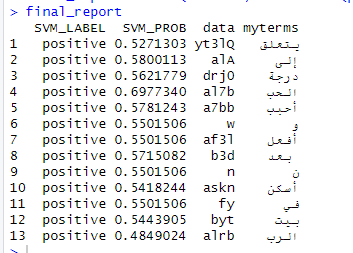 > final_report
SVM_LABEL SVM_PROB data myterms
1 positive 0.5271303 yt3lQ يتعلق
2 positive 0.5800113 alA إلى
3 positive 0.5621779 drj0 درجة
4 positive 0.6977340 al7b الحب
5 positive 0.5781243 a7bb أحبب
6 positive 0.5501506 w و
7 positive 0.5501506 af3l أفعل
8 positive 0.5715082 b3d بعد
9 positive 0.5501506 n ن
10 positive 0.5418244 askn أسكن
11 positive 0.5501506 fy في
12 positive 0.5443905 byt بيت
13 positive 0.4849024 alrb الرب
>